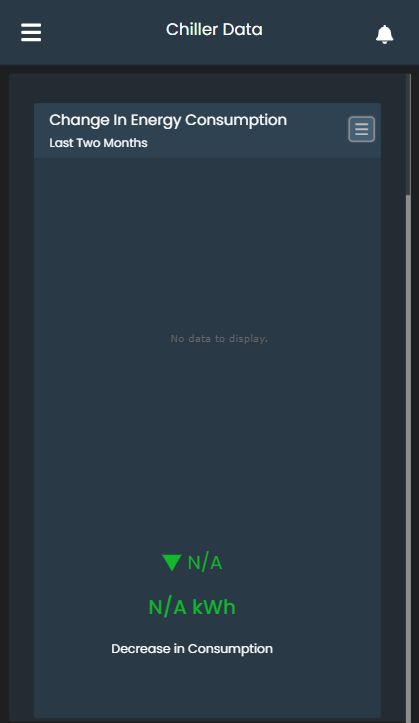 Chiller Data
Change In Energy Consumption
Last Two Months
No data to display.
N/A
N/A kWh
Decrease in Consumption